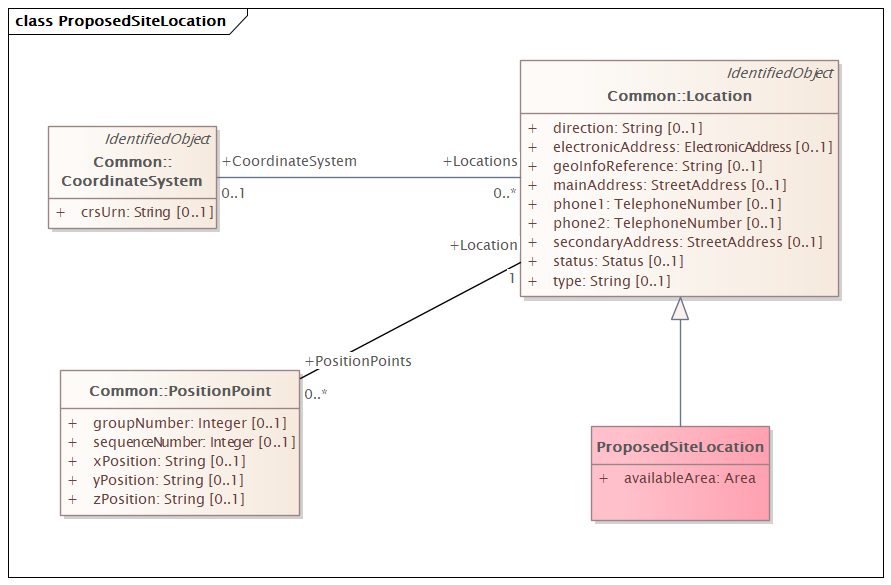 class ProposedSiteLocation
IdentifiedObject
Common::Location
+ direction: String [0..1]
+ electronicAddress: ElectronicAddress [0..1]
+ geoInfoReference: String [0..1]
+ mainAddress: StreetAddress [0..1]
+ phone1: TelephoneNumber [0..1]
+ phone2: TelephoneNumber [0..1]
+ secondaryAddress: StreetAddress [0..1]
+ status: Status [0..1]
+ type: String [0..1]
IdentifiedObject
Common::
CoordinateSystem
+ crsUrn: String [0..1]
+CoordinateSystem
0..1
+Locations
0..*
+Location
1
+PositionPoints
0..*
Common::PositionPoint
+ groupNumber: Integer [0..1]
+ sequenceNumber: Integer [0..1]
+ xPosition: String [0..1]
+ yPosition: String [0..1]
+ zPosition: String [0..1]
ProposedSiteLocation
+ availableArea: Area